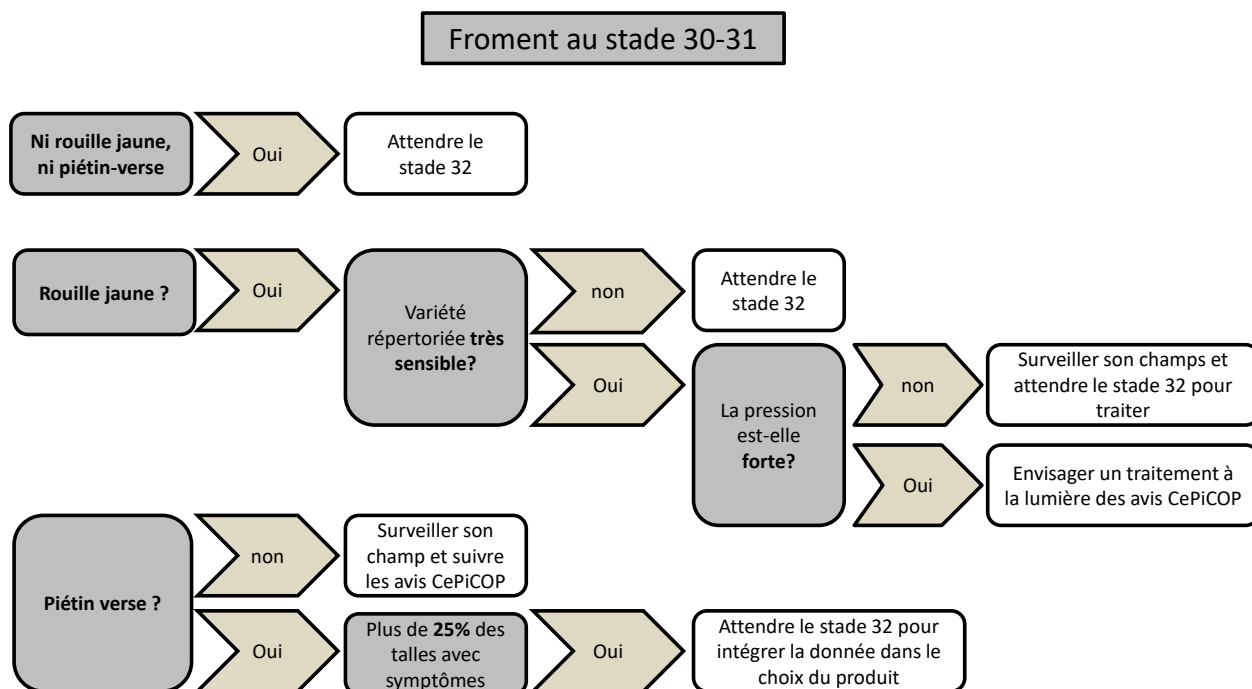 Froment au stade 30-31
Ni rouille jaune,
ni piétin-verse
Oui
Attendre le
stade 32
Rouille jaune ?
Oui
Variété
répertoriée très
sensible?
non
Attendre le
stade 32
Oui
La pression
est-elle
forte?
non
Surveiller son champs et
attendre le stade 32 pour
traiter
Oui
Envisager un traitement à
la lumière des avis CePiCOP
Piétin verse ?
non
Surveiller son
champ et suivre
les avis CePiCOP
Oui
Plus de 25% des
talles avec
symptômes
Oui
Attendre le stade 32 pour
intégrer la donnée dans le
choix du produit